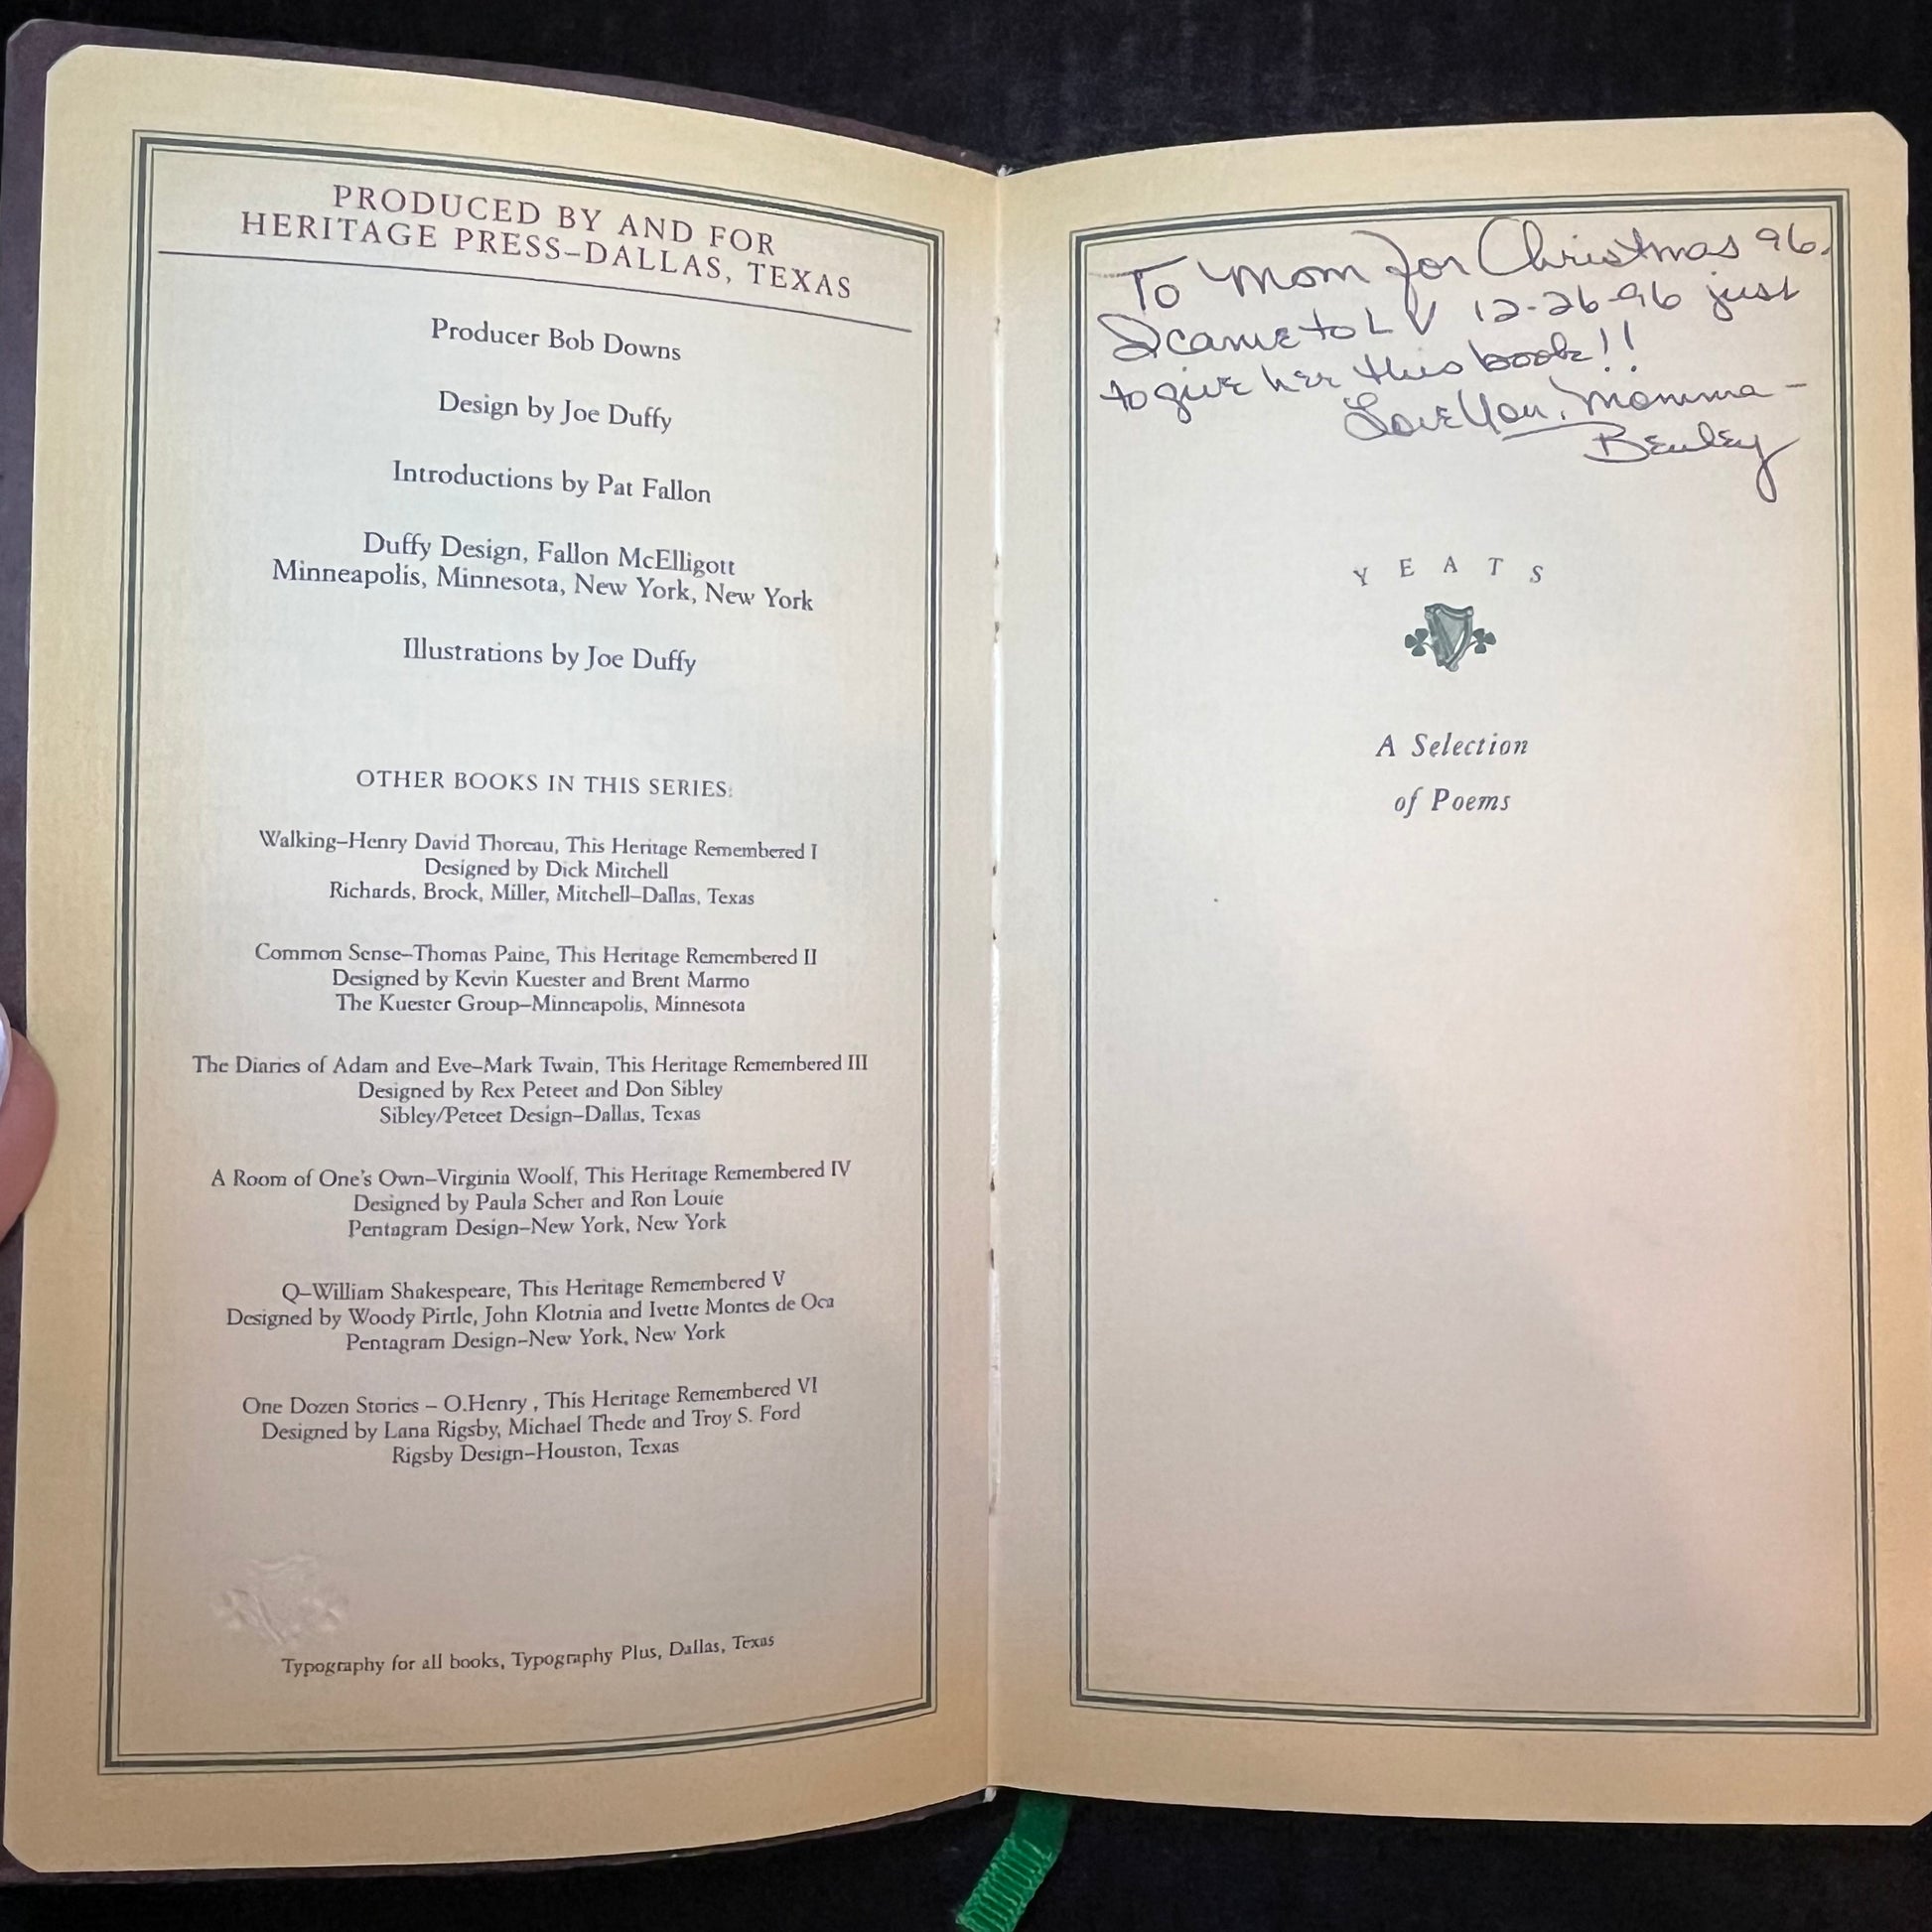 PRODUCED BY AND FOR
HERITAGE PRESS–DALLAS, TEXAS
Producer Bob Downs
Design by Joe Duffy
Introductions by Pat Fallon
Duffy Design, Fallon McElligott
Minneapolis, Minnesota, New York, New York
Illustrations by Joe Duffy
OTHER BOOKS IN THIS SERIES:
Walking–Henry David Thoreau, This Heritage Remembered I
Designed by Dick Mitchell
Richards, Brock, Miller, Mitchell–Dallas, Texas
Common Sense–Thomas Paine, This Heritage Remembered II
Designed by Kevin Kuester and Brent Marmo
The Kuester Group–Minneapolis, Minnesota
The Diaries of Adam and Eve–Mark Twain, This Heritage Remembered III
Designed by Rex Peteet and Don Sibley
Sibley/Peteet Design–Dallas, Texas
A Room of One's Own–Virginia Woolf, This Heritage Remembered IV
Designed by Paula Scher and Ron Louie
Pentagram Design–New York, New York
Q–William Shakespeare, This Heritage Remembered V
Designed by Woody Pirtle, John Klotnia and Ivette Montes de Oca
Pentagram Design–New York, New York
One Dozen Stories – O.Henry , This Heritage Remembered VI
Designed by Lana Rigsby, Michael Thede and Troy S. Ford
Rigsby Design–Houston, Texas
Typography for all books, Typography Plus, Dallas, Texas
To Mom for Christmas 96.
I came to LV 12-26-96 just
to give her this book!!
Love You, Momma –
YEATS
A Selection
of Poems